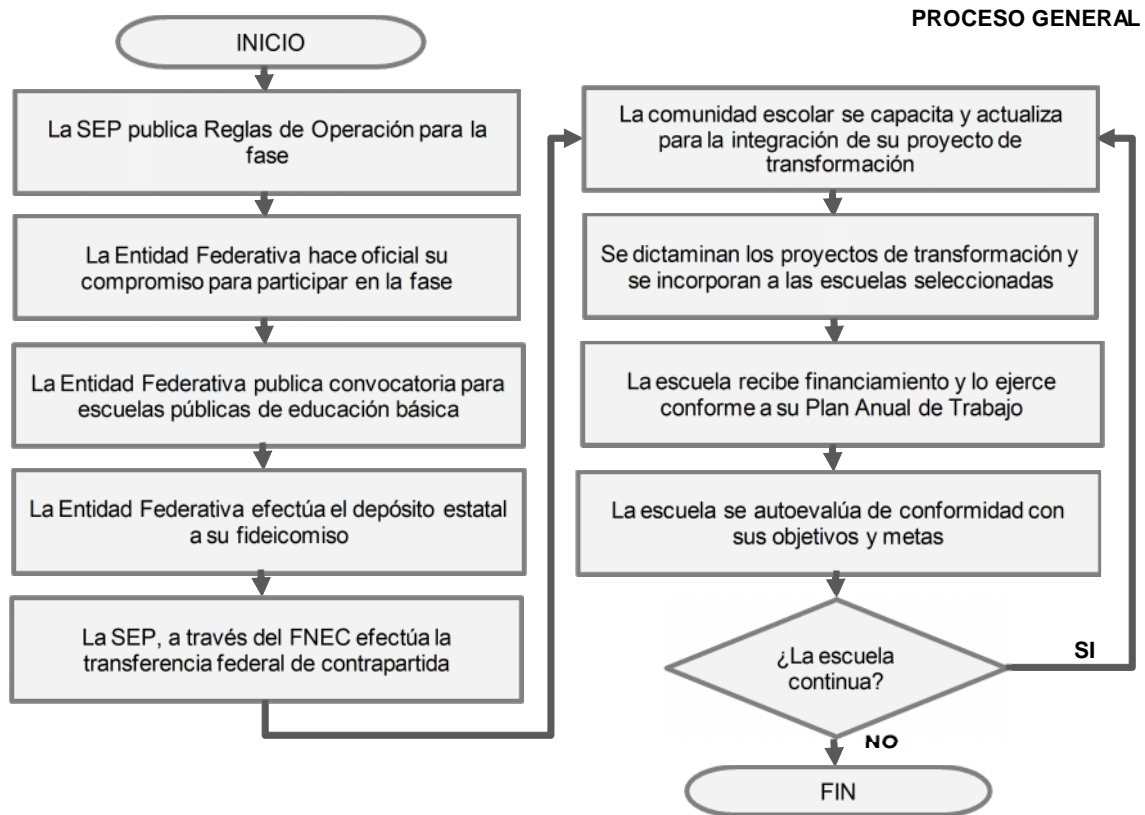 PROCESO GENERAL
INICIO
La SEP publica Reglas de Operación para la
fase
La Entidad Federativa hace oficial su
compromiso para participar en la fase
La Entidad Federativa publica convocatoria para
escuelas públicas de educación básica
La Entidad Federativa efectúa el depósito estatal
a su fideicomiso
La SEP, a través del FNEC efectúa la
transferencia federal de contrapartida
La comunidad escolar se capacita y actualiza
para la integración de su proyecto de
transformación
Se dictaminan los proyectos de transformación y
se incorporan a las escuelas seleccionadas
La escuela recibe financiamiento y lo ejerce
conforme a su Plan Anual de Trabajo
La escuela se autoevalúa de conformidad con
sus objetivos y metas
¿La escuela
continua?
SI
NO
FIN